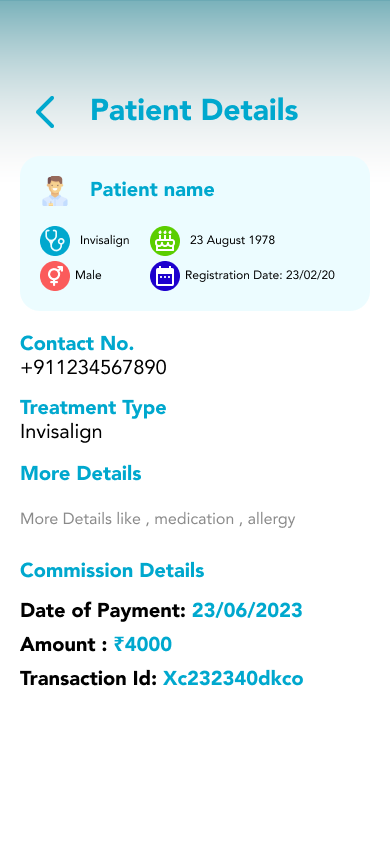 Patient Details
Patient name
Invisalign
23 August 1978
Male
Registration Date: 23/02/20
Contact No.
+911234567890
Treatment Type
Invisalign
More Details
More Details like , medication , allergy
Commission Details
Date of Payment: 23/06/2023
Amount : ₹4000
Transaction Id: Xc232340dkco